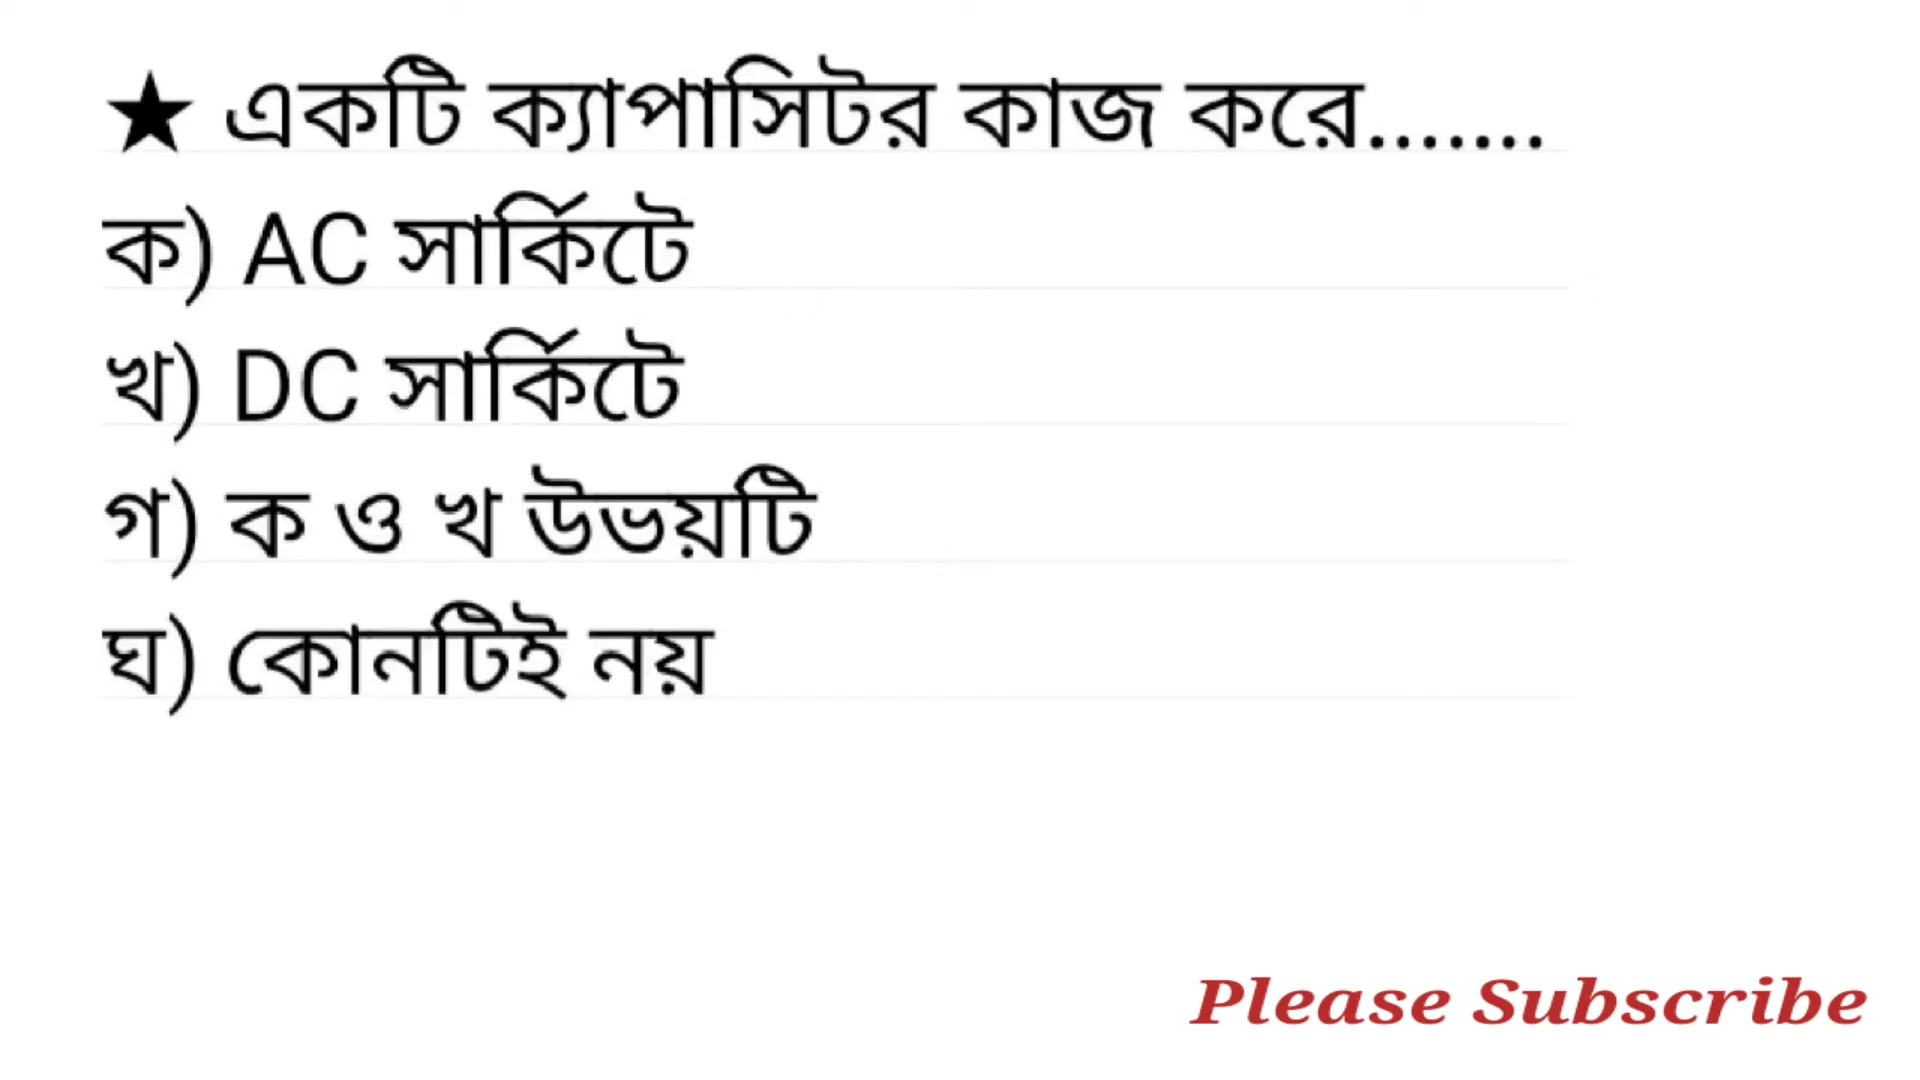 ★ একটি ক্যাপাসিটর কাজ করে.......
ক) AC সার্কিটে
খ) DC সার্কিটে
গ) ক ও খ উভয়টি
ঘ) কোনটিই নয়
Please Subscribe